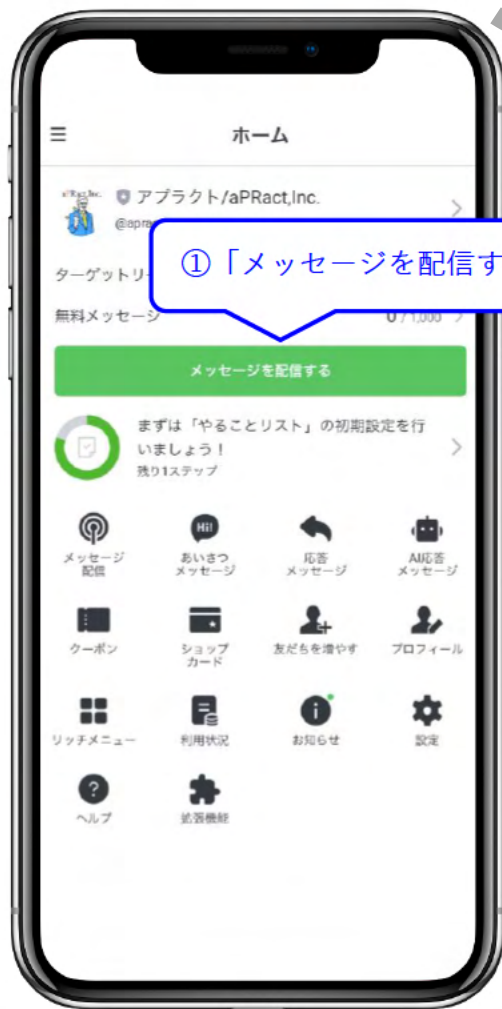 ホーム
アプラクト/aPRact,Inc.
@apra
①「メッセージを配信す
ターゲットリー
無料メッセージ
0 / 1,000
メッセージを配信する
まずは「やることリスト」の初期設定を行
いましょう!
残り1ステップ
Hi!
メッセージ
配信
あいさつ
メッセージ
応答
メッセージ
AI応答
メッセージ
クーポン
ショップ
カード
友だちを増やす
プロフィール
リッチメニュー
利用状況
お知らせ
設定
ヘルプ
拡張機能